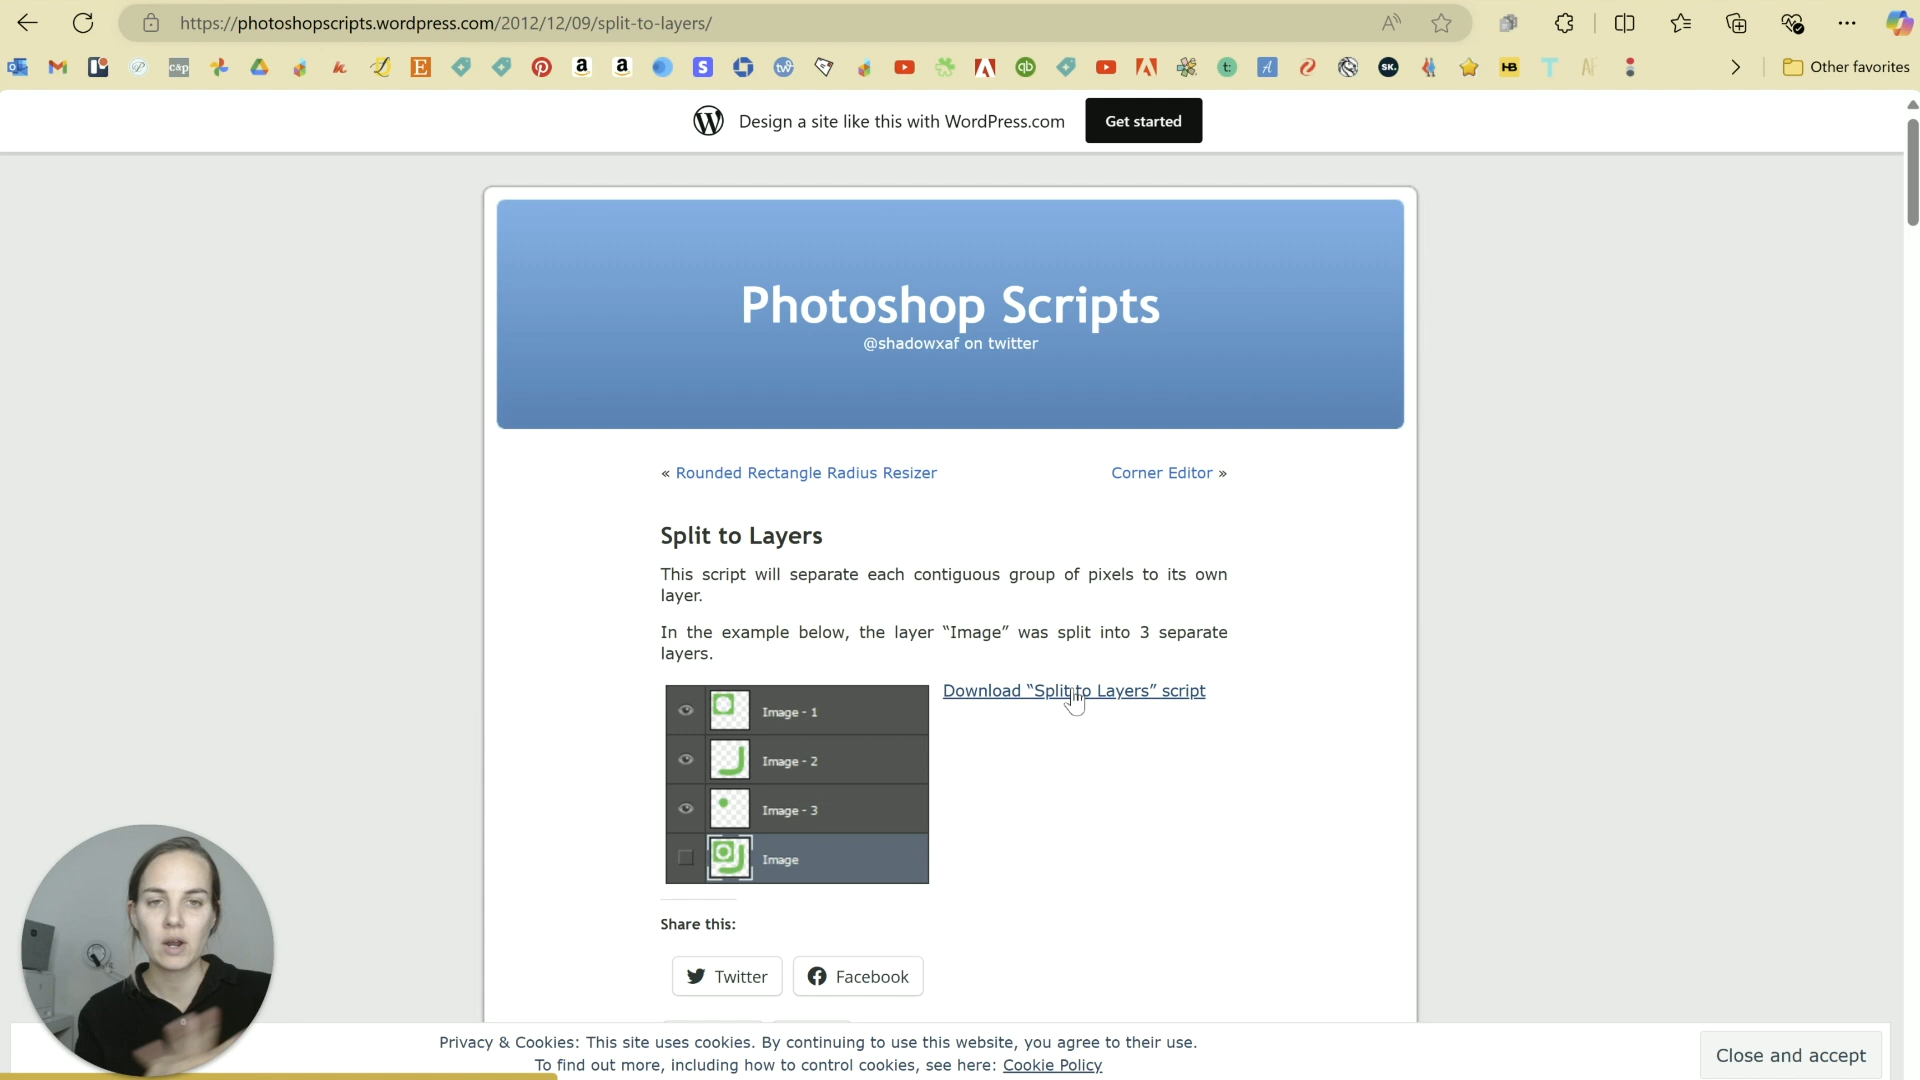 https://photoshopscripts.wordpress.com/2012/12/09/split-to-layers/
Other favorites
Design a site like this with WordPress.com
Get started
Photoshop Scripts
@shadowxaf on twitter
« Rounded Rectangle Radius Resizer
Corner Editor »
Split to Layers
This script will separate each contiguous group of pixels to its own
layer.
In the example below, the layer “Image” was split into 3 separate
layers.
Download “Split to Layers” script
Image - 1
Image - 2
Image - 3
Image
Share this:
Twitter
Facebook
Privacy & Cookies: This site uses cookies. By continuing to use this website, you agree to their use.
To find out more, including how to control cookies, see here: Cookie Policy
Close and accept